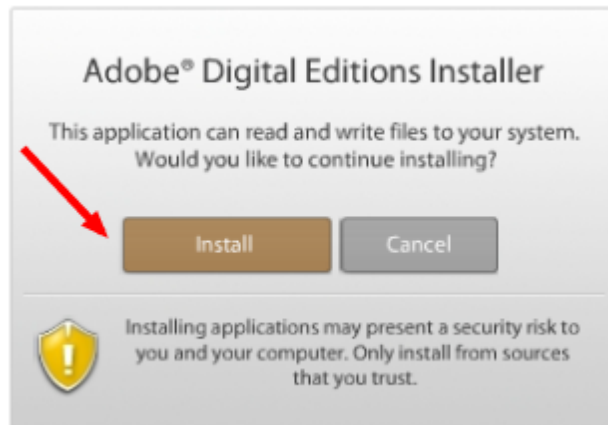 Adobe® Digital Editions Installer
This application can read and write files to your system.
Would you like to continue installing?
Install
Cancel
Installing applications may present a security risk to
you and your computer. Only install from sources
that you trust.